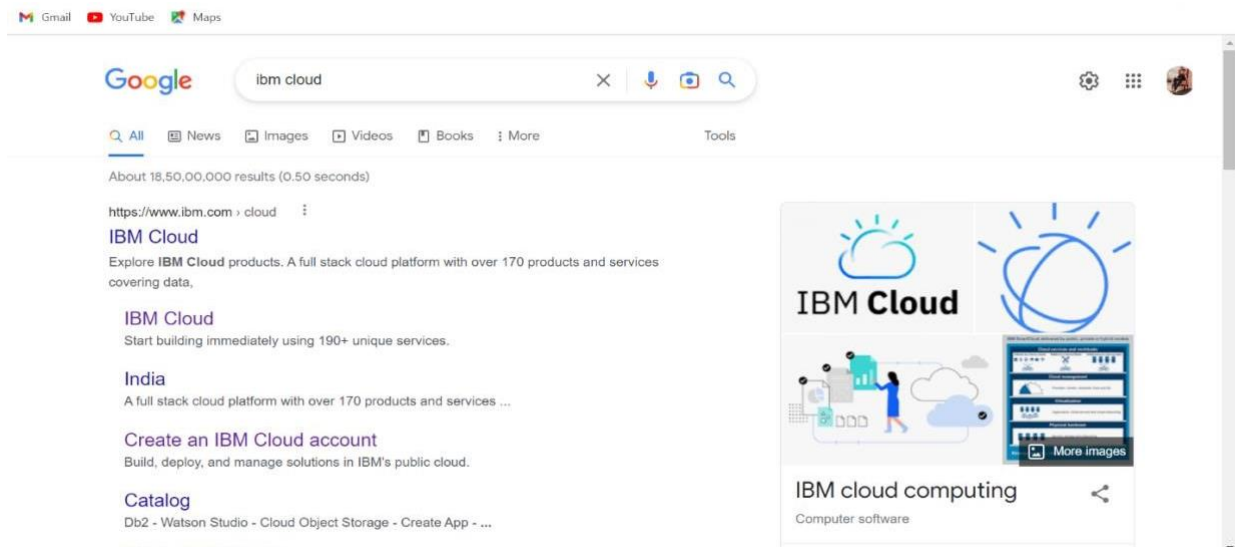 Gmail YouTube Maps
Google ibm cloud
All News Images Videos Books More Tools
About 18,50,00,000 results (0.50 seconds)
https://www.ibm.com › cloud
IBM Cloud
Explore IBM Cloud products. A full stack cloud platform with over 170 products and services
covering data,
IBM Cloud
Start building immediately using 190+ unique services.
India
A full stack cloud platform with over 170 products and services ...
Create an IBM Cloud account
Build, deploy, and manage solutions in IBM's public cloud.
Catalog
Db2 - Watson Studio - Cloud Object Storage - Create App - ...
IBM Cloud
More images
IBM cloud computing
Computer software